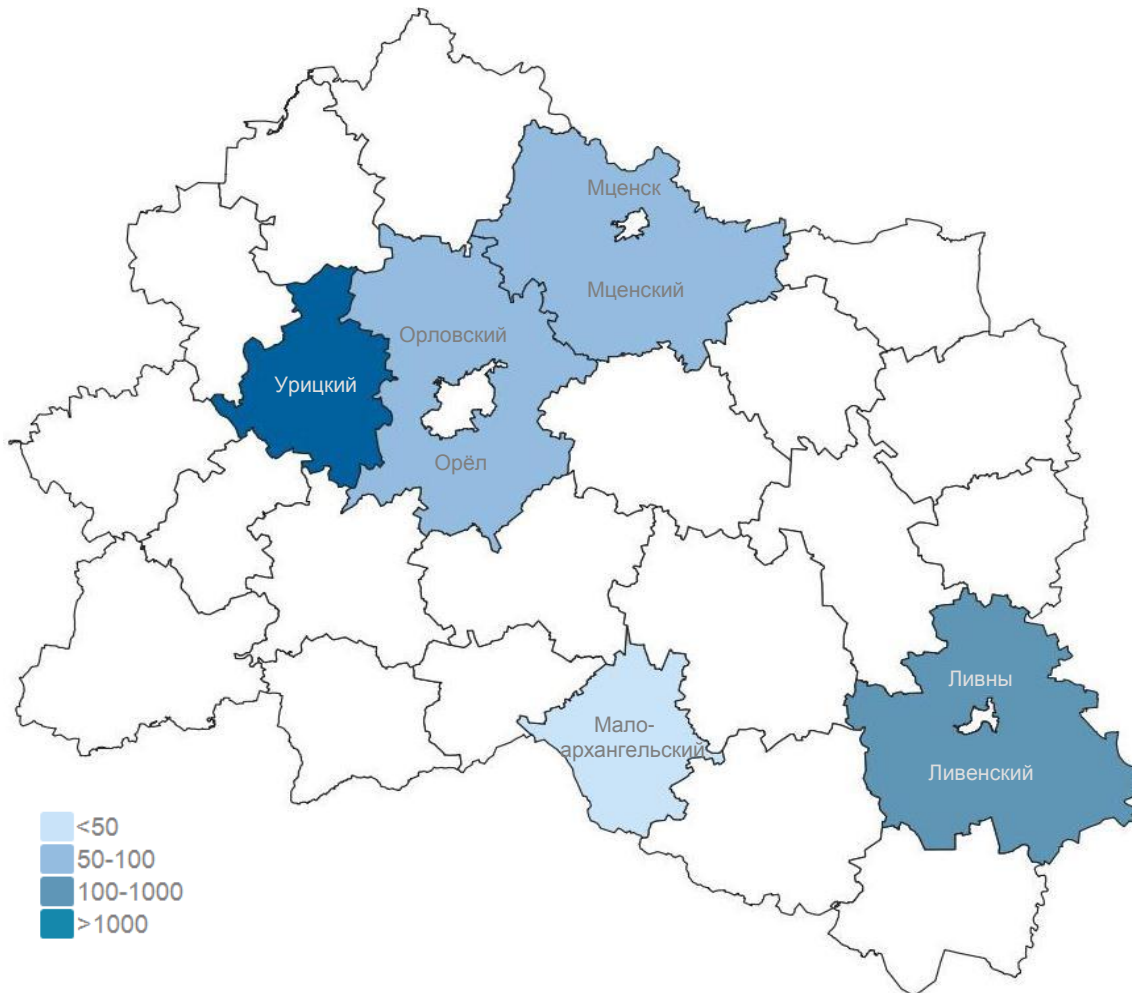 Мценск
Мценский
Орловский
Урицкий
Орёл
Ливны
Мало-
архангельский
Ливенский
<50
50-100
100-1000
>1000